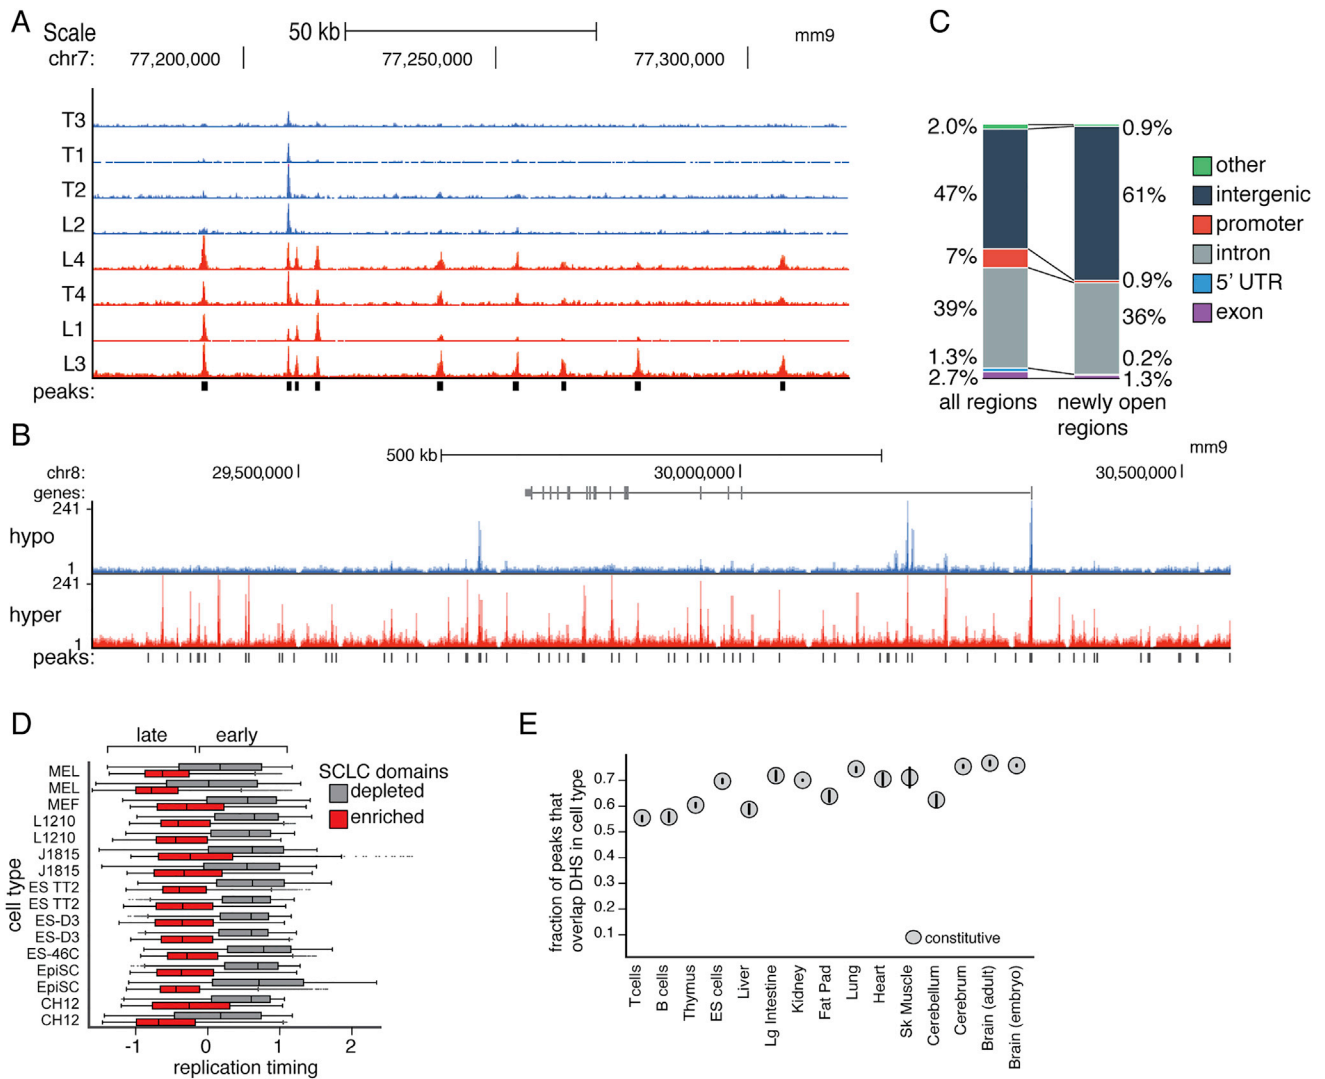 A
Scale 50 kb mm9
chr7: 77,200,000 77,250,000 77,300,000
T3
T1
T2
L2
L4
T4
L1
L3
peaks:
C
2.0% 0.9%
47% 61%
7% 0.9%
39% 36%
1.3% 0.2%
2.7% 1.3%
all regions newly open regions
other
intergenic
promoter
intron
5' UTR
exon
B
500 kb mm9
chr8: 29,500,000 30,000,000 30,500,000
genes:
241
hypo
1
241
hyper
1
peaks:
D
late early
SCLC domains
depleted
enriched
cell type
MEL
MEL
MEF
L1210
L1210
J1815
J1815
ES TT2
ES TT2
ES-D3
ES-D3
ES-46C
EpiSC
EpiSC
CH12
CH12
-1 0 1 2
replication timing
E
fraction of peaks that
overlap DHS in cell type
0.7
0.6
0.5
0.4
0.3
0.2
0.1
constitutive
T cells
B cells
Thymus
ES cells
Liver
Lg Intestine
Kidney
Fat Pad
Lung
Heart
Sk Muscle
Cerebellum
Cerebrum
Brain (adult)
Brain (embryo)